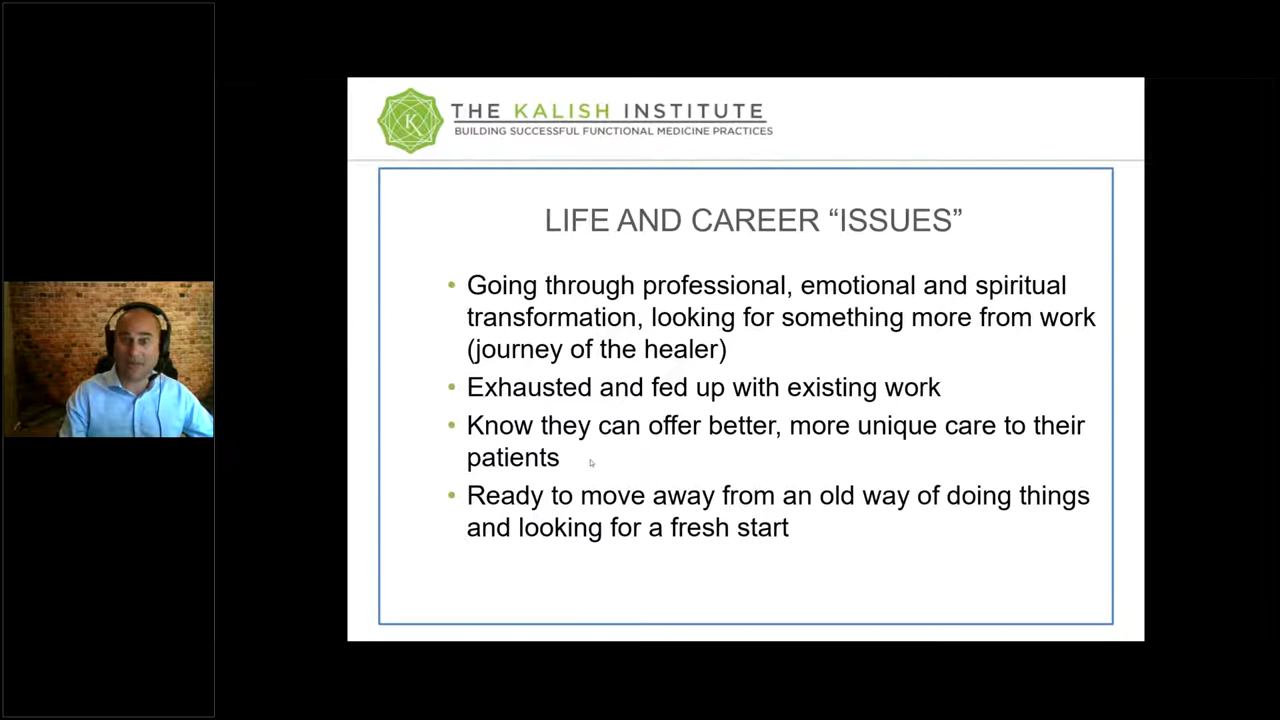 K
THE KALISH INSTITUTE
BUILDING SUCCESSFUL FUNCTIONAL MEDICINE PRACTICES
LIFE AND CAREER “ISSUES”
• Going through professional, emotional and spiritual
transformation, looking for something more from work
(journey of the healer)
• Exhausted and fed up with existing work
• Know they can offer better, more unique care to their
patients
• Ready to move away from an old way of doing things
and looking for a fresh start